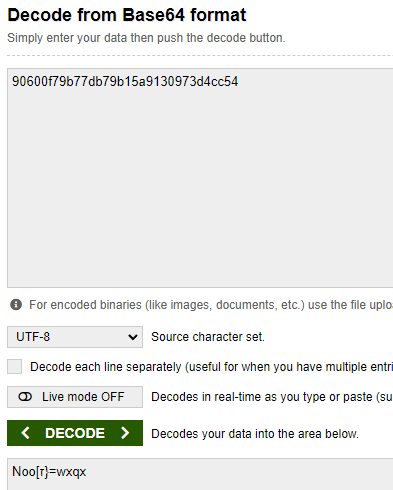 Decode from Base64 format
Simply enter your data then push the decode button.
90600f79b77db79b15a9130973d4cc54
For encoded binaries (like images, documents, etc.) use the file uplo
UTF-8 Source character set.
Decode each line separately (useful for when you have multiple entri
Live mode OFF Decodes in real-time as you type or paste (su
< DECODE > Decodes your data into the area below.
Noo[ꞅ}=wxqx